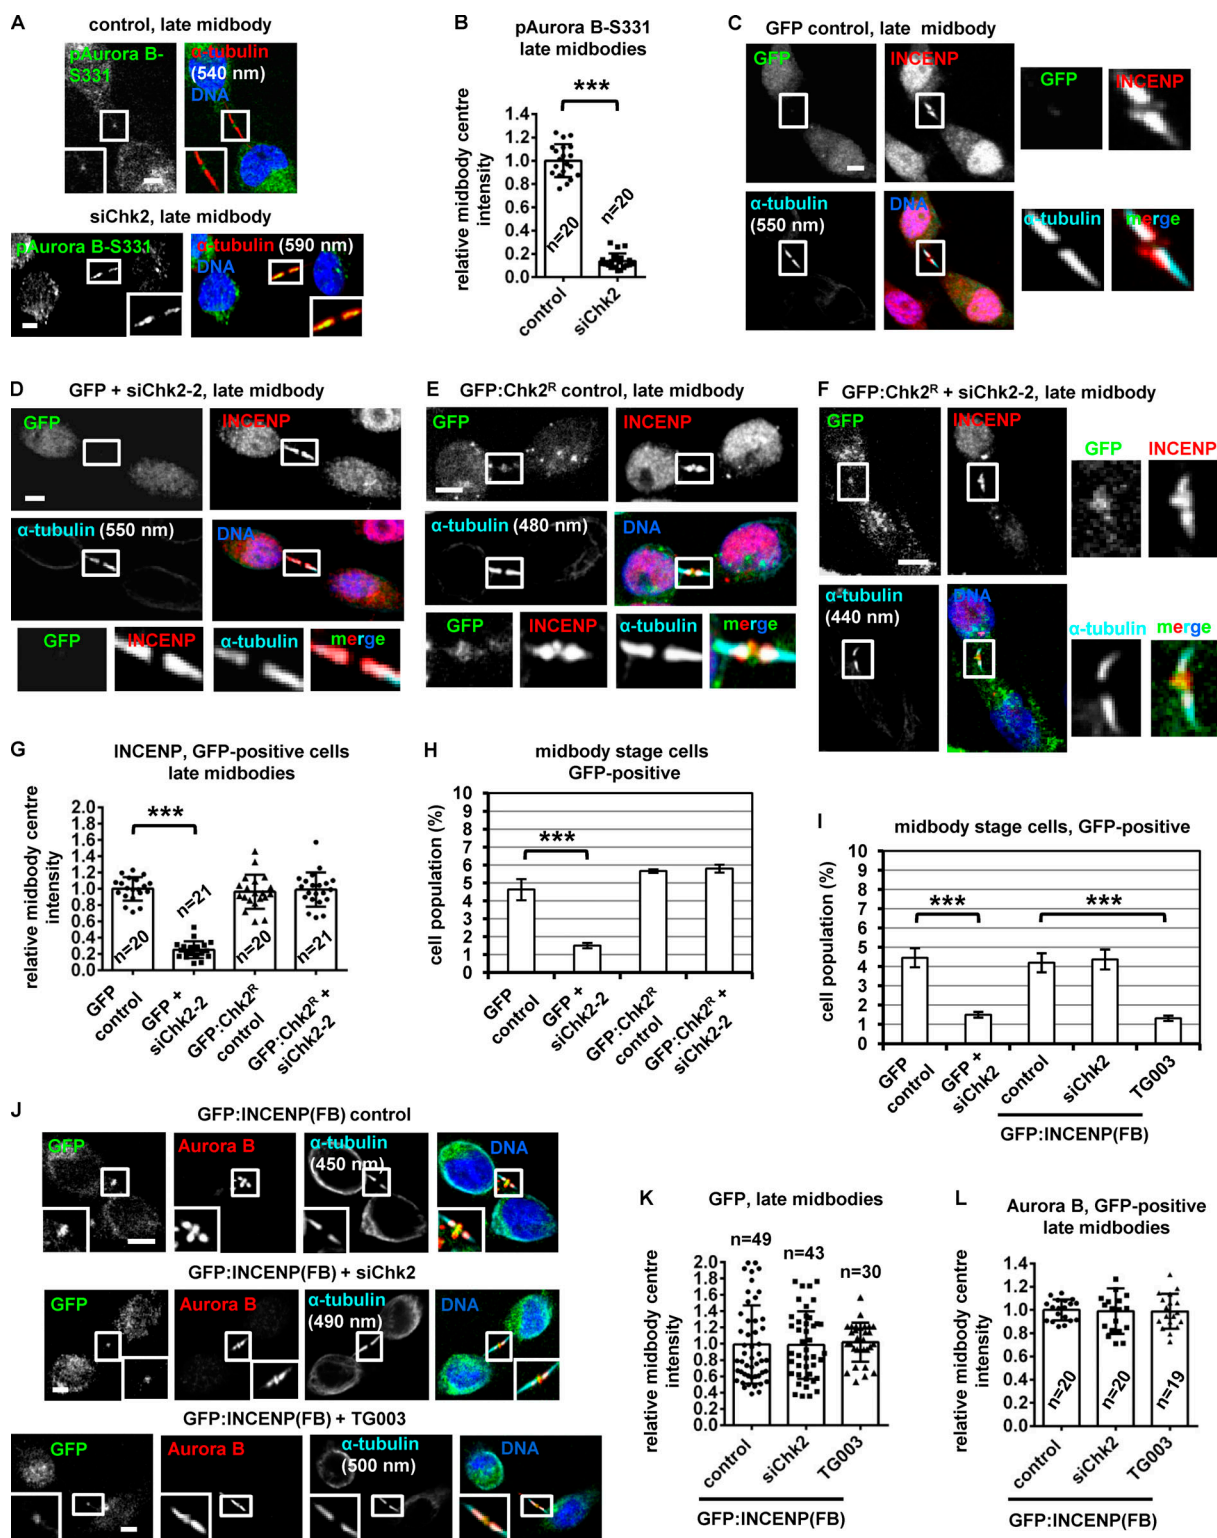 A
control, late midbody
pAurora B-
S331
α-tubulin
(540 nm)
DNA
siChk2, late midbody
pAurora B-S331
α-tubulin (590 nm)
DNA
B
pAurora B-S331
late midbodies
***
relative midbody centre
intensity
1.4
1.2
1.0
0.8
0.6
0.4
0.2
0.0
n=20
n=20
control
siChk2
C
GFP control, late midbody
GFP
INCENP
GFP
INCENP
α-tubulin
(550 nm)
DNA
α-tubulin
merge
D
GFP + siChk2-2, late midbody
GFP
INCENP
α-tubulin (550 nm)
DNA
GFP
INCENP
α-tubulin
merge
E
GFP:Chk2R control, late midbody
GFP
INCENP
α-tubulin (480 nm)
DNA
GFP
INCENP
α-tubulin
merge
F
GFP:Chk2R + siChk2-2, late midbody
GFP
INCENP
GFP
INCENP
α-tubulin
(440 nm)
DNA
α-tubulin
merge
G
INCENP, GFP-positive cells
late midbodies
***
relative midbody centre
intensity
2.0
1.8
1.6
1.4
1.2
1.0
0.8
0.6
0.4
0.2
0.0
n=20
n=21
n=20
n=21
GFP
control
GFP +
siChk2-2
GFP:Chk2R
control
GFP:Chk2R +
siChk2-2
H
midbody stage cells
GFP-positive
***
cell population (%)
10
9
8
7
6
5
4
3
2
1
0
GFP
control
GFP +
siChk2-2
GFP:Chk2R
control
GFP:Chk2R +
siChk2-2
I
midbody stage cells, GFP-positive
*** ***
cell population (%)
10
9
8
7
6
5
4
3
2
1
0
GFP
control
GFP +
siChk2
control
siChk2
TG003
GFP:INCENP(FB)
J
GFP:INCENP(FB) control
GFP
Aurora B
α-tubulin
(450 nm)
DNA
GFP:INCENP(FB) + siChk2
GFP
Aurora B
α-tubulin
(490 nm)
DNA
GFP:INCENP(FB) + TG003
GFP
Aurora B
α-tubulin
(500 nm)
DNA
K
GFP, late midbodies
relative midbody centre
intensity
2.0
1.8
1.6
1.4
1.2
1.0
0.8
0.6
0.4
0.2
0.0
n=49
n=43
n=30
control
siChk2
TG003
GFP:INCENP(FB)
L
Aurora B, GFP-positive
late midbodies
relative midbody centre
intensity
1.4
1.2
1.0
0.8
0.6
0.4
0.2
0.0
n=20
n=20
n=19
control
siChk2
TG003
GFP:INCENP(FB)